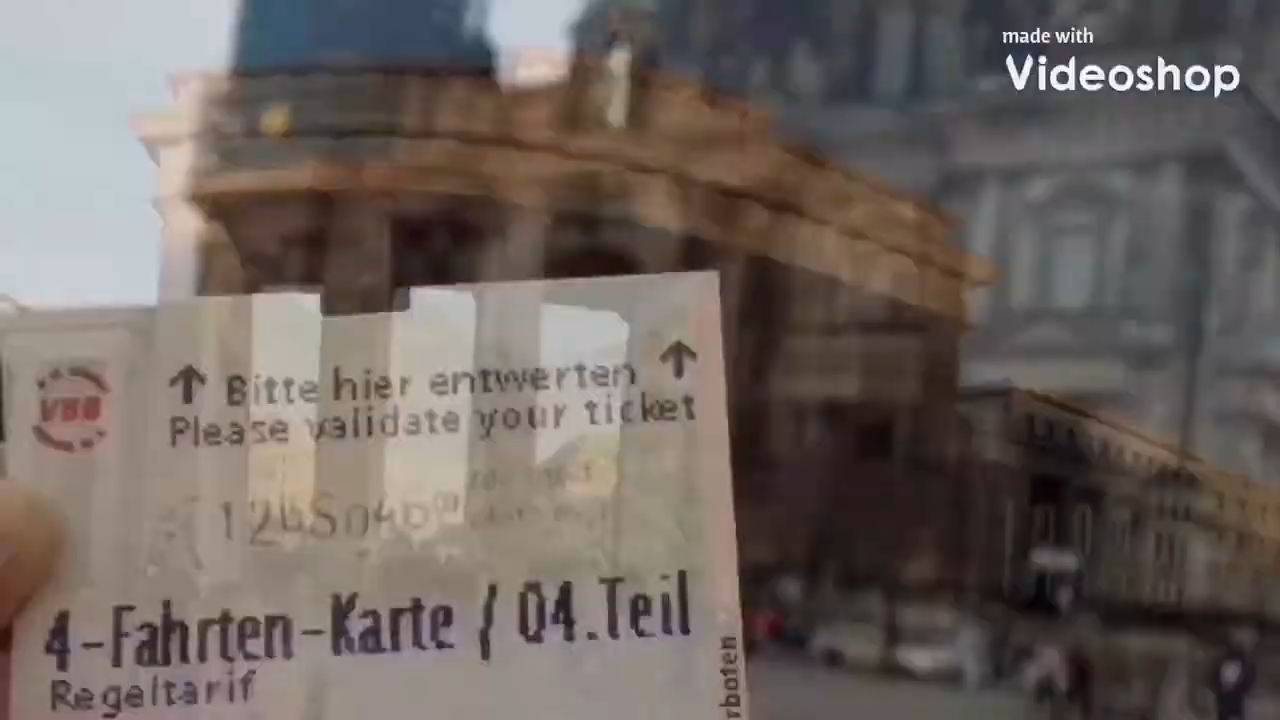 made with
Videoshop
VBB
↑ Bitte hier entwerten ↑
Please validate your ticket
4-Fahrten-Karte / 04.Teil
Regeltarif